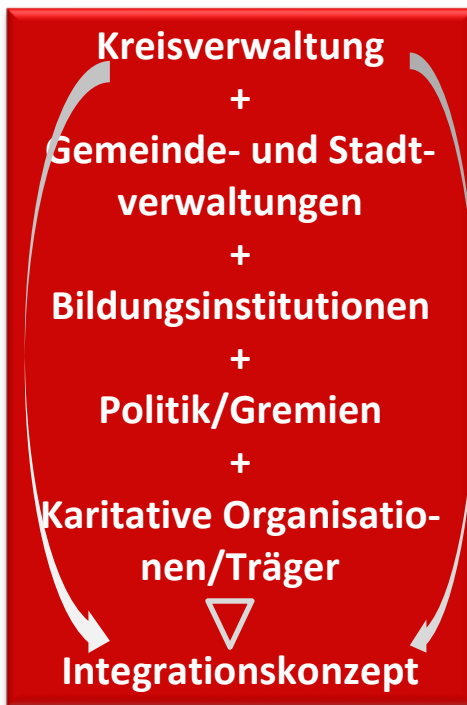 Kreisverwaltung
+
Gemeinde- und Stadt-
verwaltungen
+
Bildungsinstitutionen
+
Politik/Gremien
+
Karitative Organisatio-
nen/Träger
Integrationskonzept